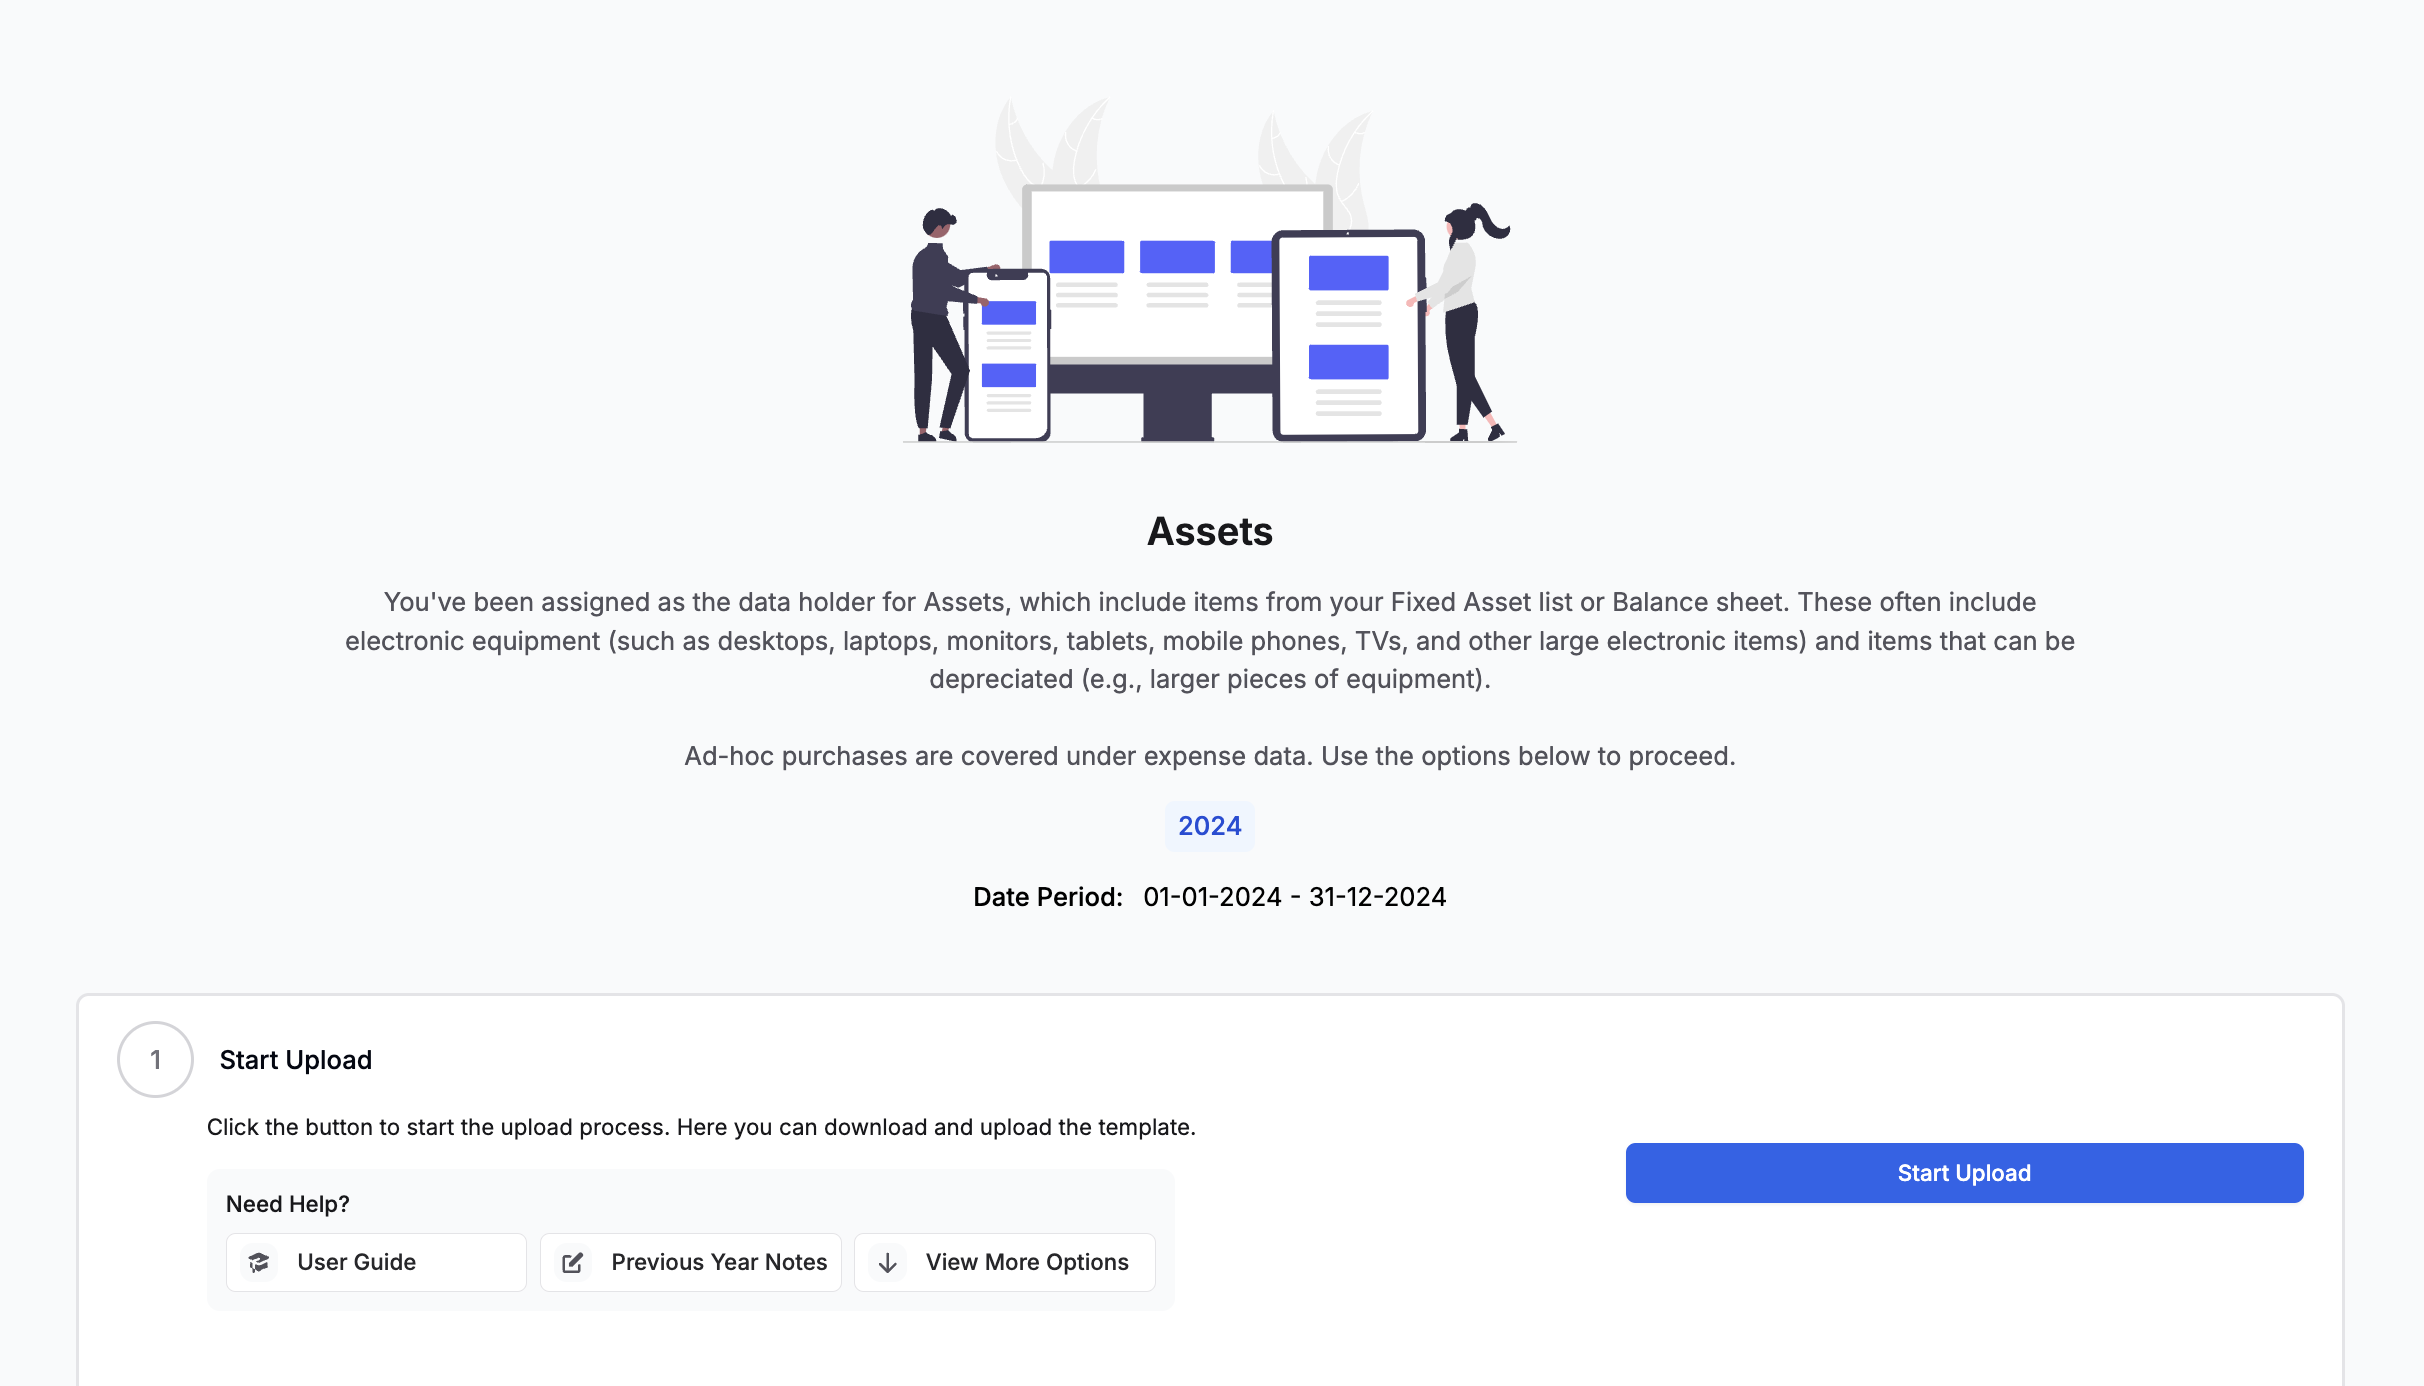 Assets
You've been assigned as the data holder for Assets, which include items from your Fixed Asset list or Balance sheet. These often include
electronic equipment (such as desktops, laptops, monitors, tablets, mobile phones, TVs, and other large electronic items) and items that can be
depreciated (e.g., larger pieces of equipment).
Ad-hoc purchases are covered under expense data. Use the options below to proceed.
2024
Date Period: 01-01-2024 - 31-12-2024
1 Start Upload
Click the button to start the upload process. Here you can download and upload the template.
Start Upload
Need Help?
User Guide Previous Year Notes View More Options